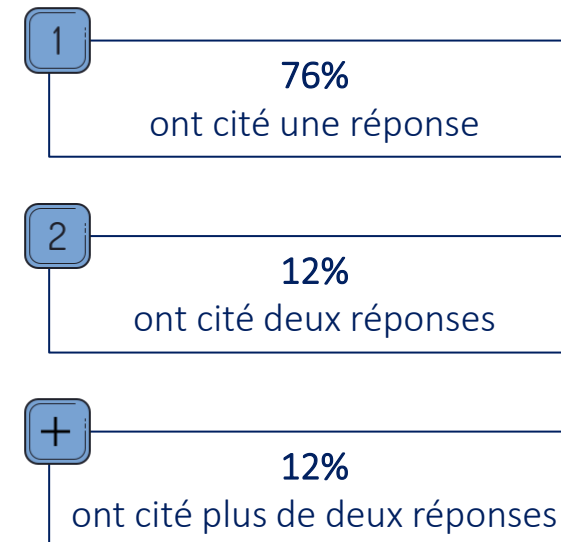 1
76%
ont cité une réponse
2
12%
ont cité deux réponses
+
12%
ont cité plus de deux réponses